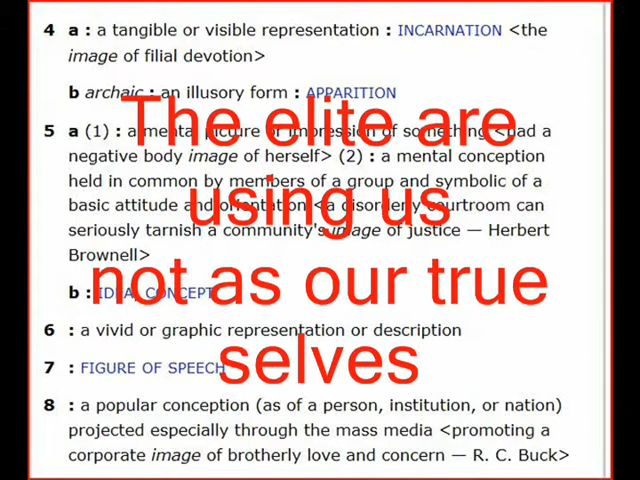 4 a : a tangible or visible representation : INCARNATION <the
image of filial devotion>
b archaic : an illusory form : APPARITION
The elite are
5 a (1) : a mental picture or impression of something <had a
negative body image of herself> (2) : a mental conception
held in common by members of a group and symbolic of a
using us
basic attitude and orientation <a disorderly courtroom can
seriously tarnish a community's image of justice — Herbert
Brownell>
not as our true
b : IDEA, CONCEPT
6 : a vivid or graphic representation or description
selves
7 : FIGURE OF SPEECH
8 : a popular conception (as of a person, institution, or nation)
projected especially through the mass media <promoting a
corporate image of brotherly love and concern — R. C. Buck>